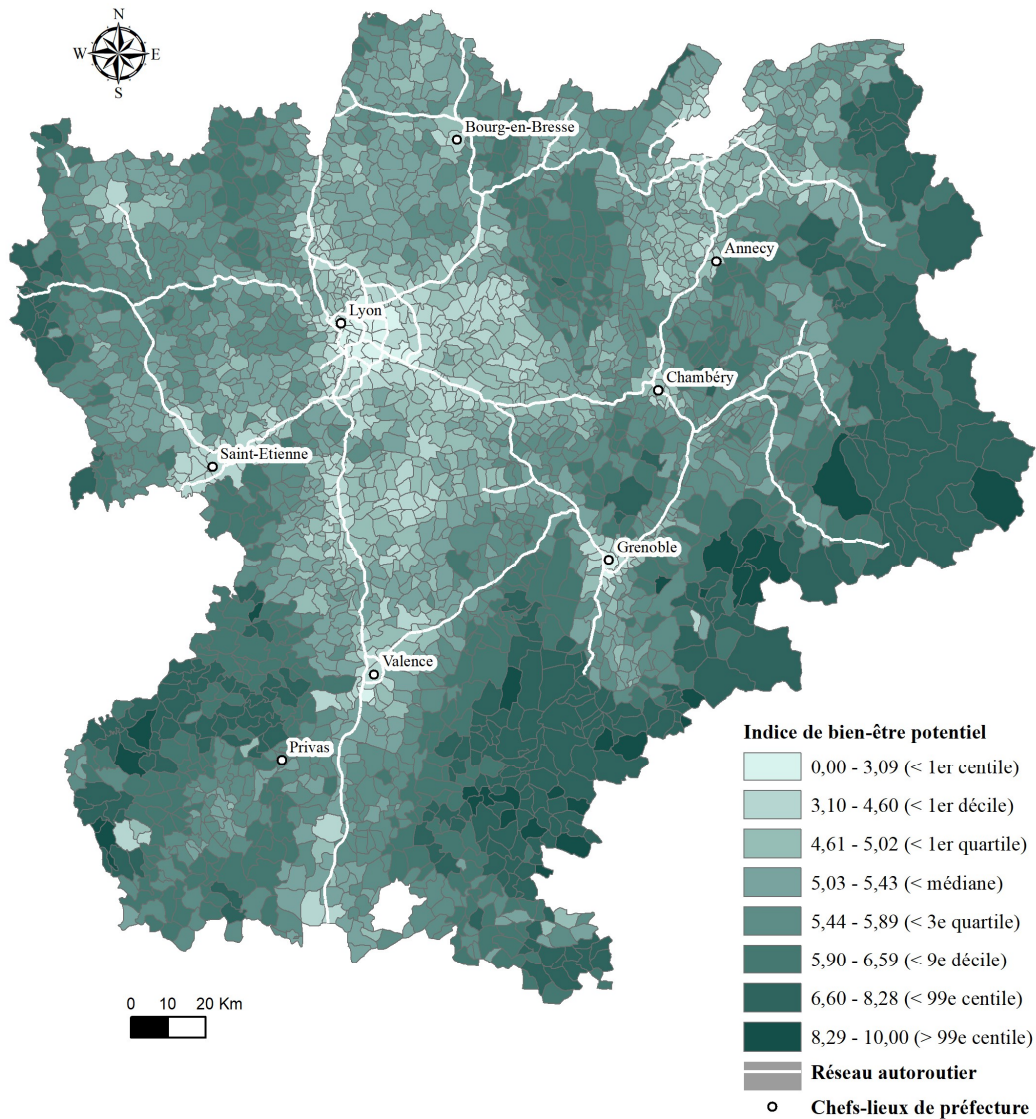 N
W E
S
Bourg-en-Bresse
Annecy
Lyon
Chambéry
Saint-Etienne
Grenoble
Valence
Privas
Indice de bien-être potentiel
0,00 - 3,09 (< 1er centile)
3,10 - 4,60 (< 1er décile)
4,61 - 5,02 (< 1er quartile)
5,03 - 5,43 (< médiane)
5,44 - 5,89 (< 3e quartile)
5,90 - 6,59 (< 9e décile)
6,60 - 8,28 (< 99e centile)
8,29 - 10,00 (> 99e centile)
Réseau autoroutier
Chefs-lieux de préfecture
0 10 20 Km